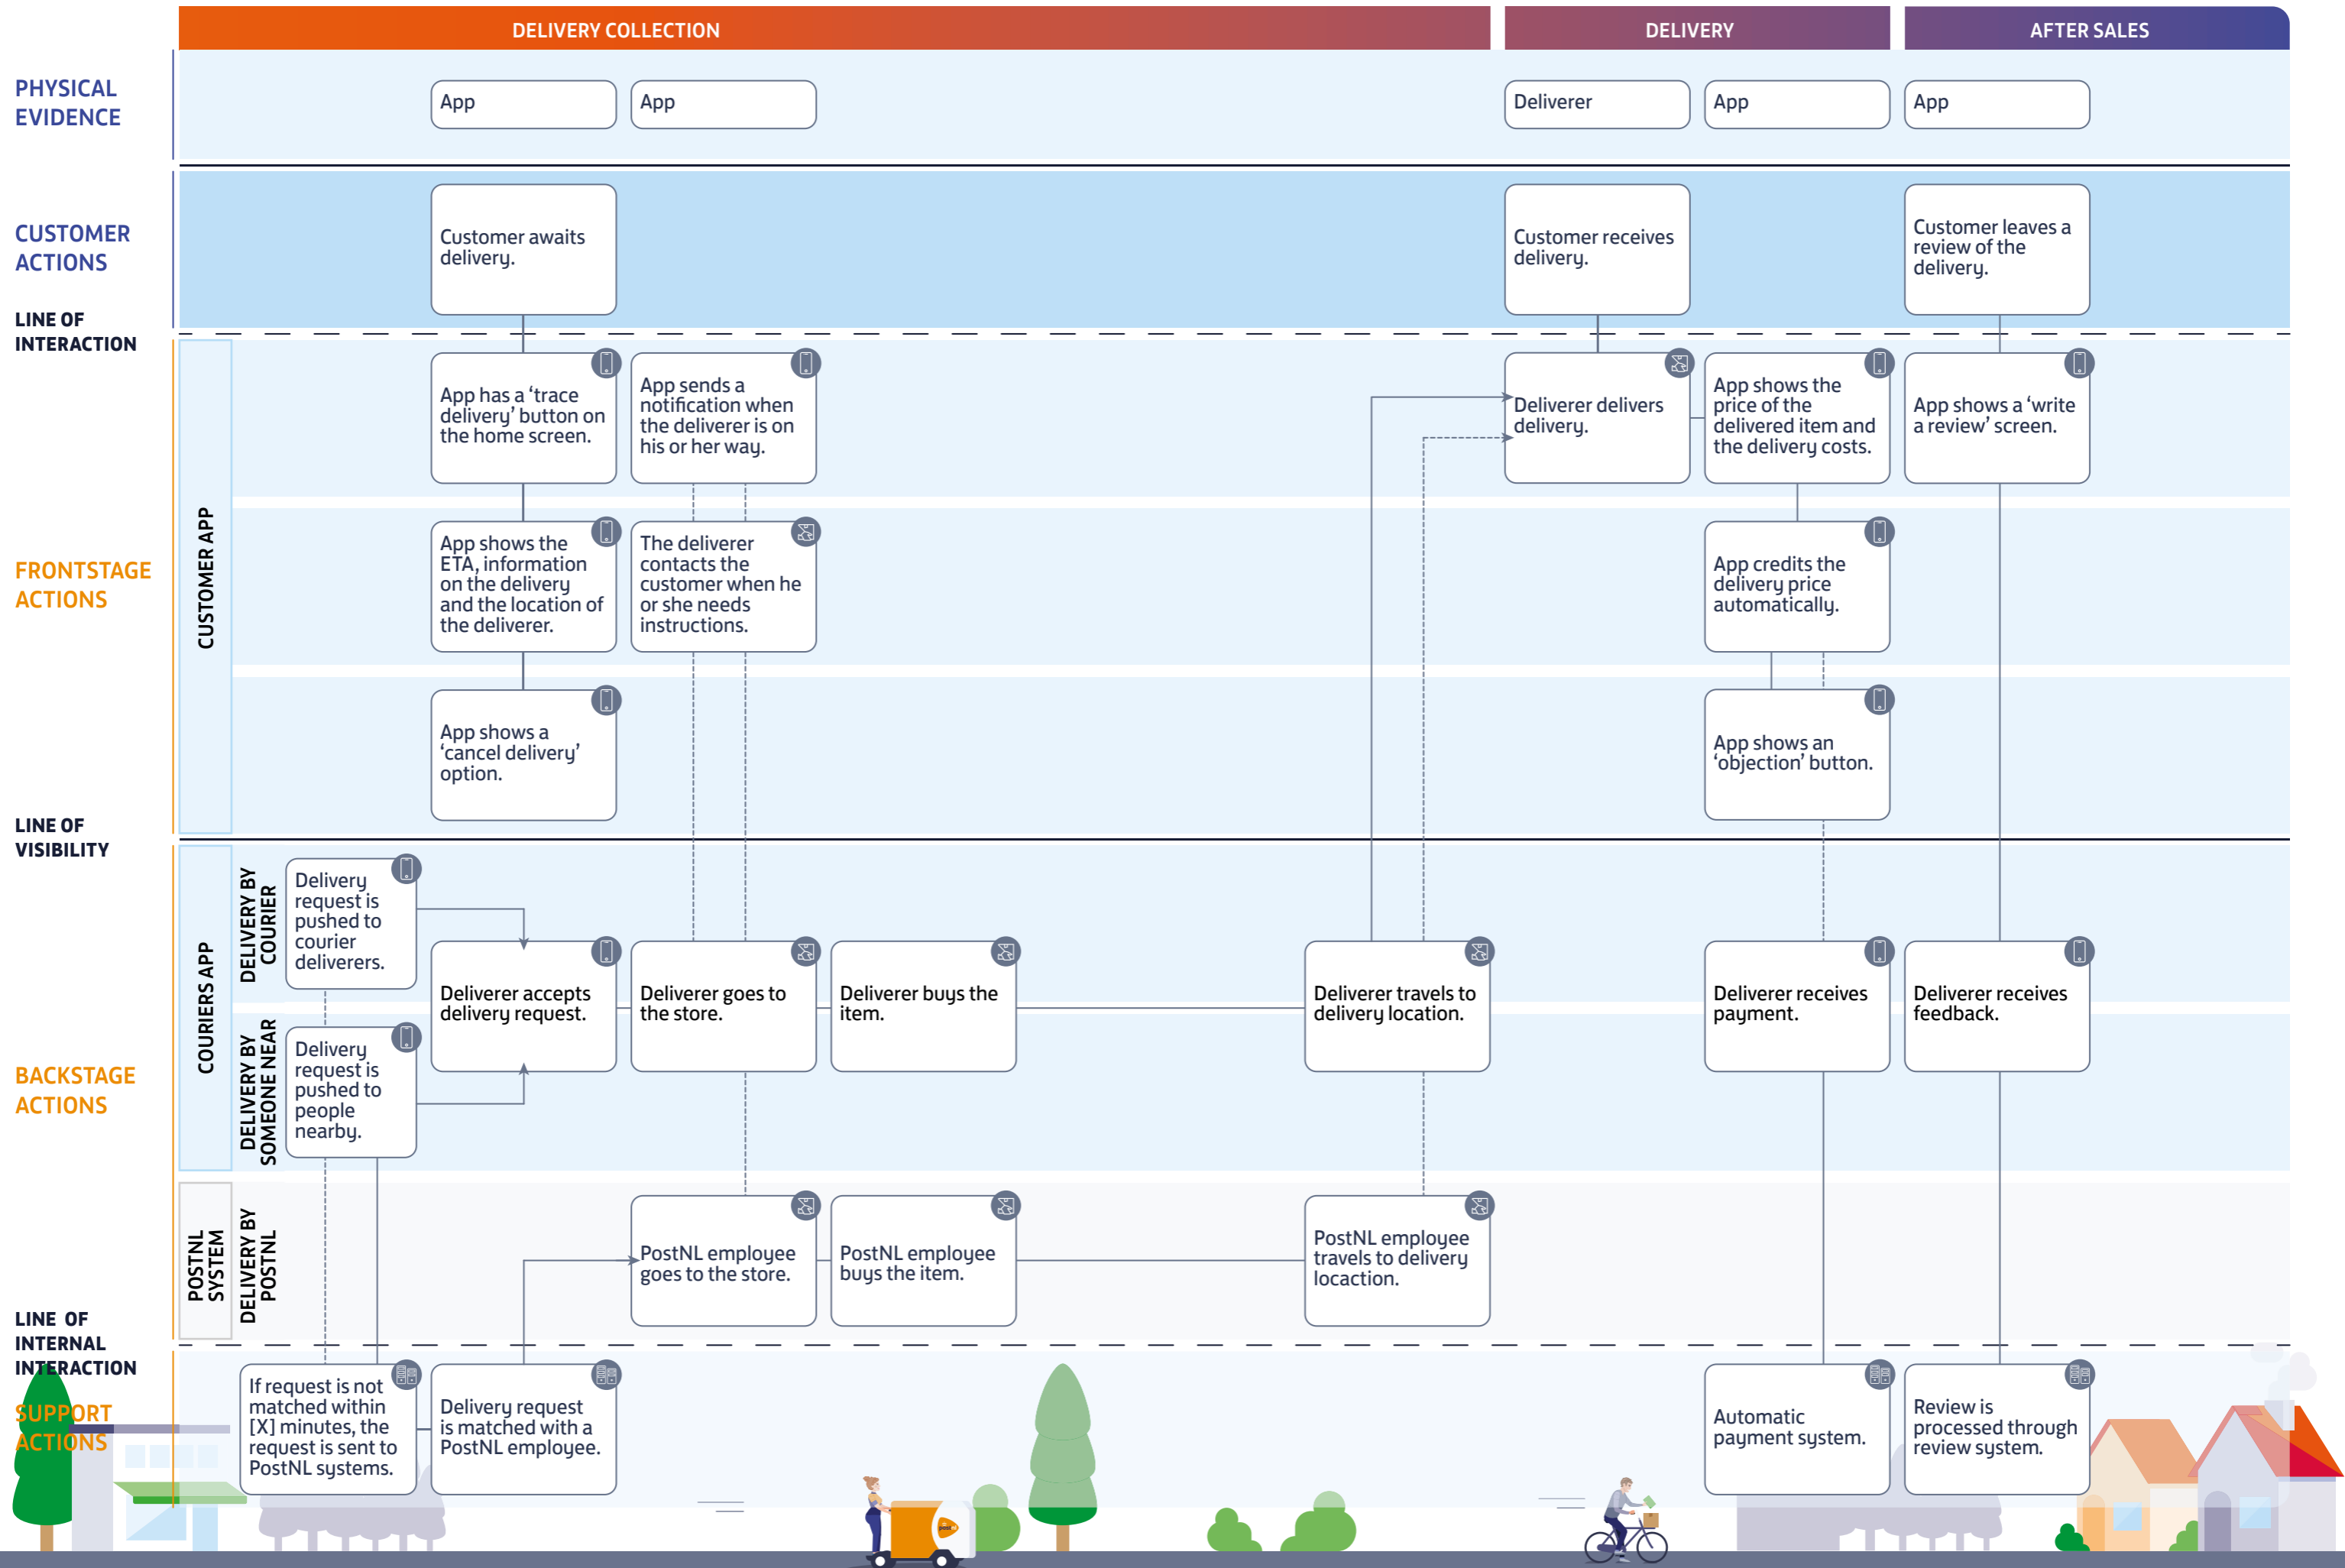 DELIVERY COLLECTION
DELIVERY
AFTER SALES
PHYSICAL
EVIDENCE
App
App
Deliverer
App
App
CUSTOMER
ACTIONS
Customer awaits
delivery.
Customer receives
delivery.
Customer leaves a
review of the
delivery.
LINE OF
INTERACTION
FRONTSTAGE
ACTIONS
CUSTOMER APP
App has a ‘trace
delivery’ button on
the home screen.
App sends a
notification when
the deliverer is on
his or her way.
Deliverer delivers
delivery.
App shows the
price of the
delivered item and
the delivery costs.
App shows a ‘write
a review’ screen.
App shows the
ETA, information
on the delivery
and the location of
the deliverer.
The deliverer
contacts the
customer when he
or she needs
instructions.
App credits the
delivery price
automatically.
App shows a
‘cancel delivery’
option.
App shows an
‘objection’ button.
LINE OF
VISIBILITY
BACKSTAGE
ACTIONS
COURIERS APP
DELIVERY BY
COURIER
Delivery
request is
pushed to
courier
deliverers.
DELIVERY BY
SOMEONE NEAR
Delivery
request is
pushed to
people
nearby.
Deliverer accepts
delivery request.
Deliverer goes to
the store.
Deliverer buys the
item.
Deliverer travels to
delivery location.
Deliverer receives
payment.
Deliverer receives
feedback.
POSTNL
SYSTEM
DELIVERY BY
POSTNL
PostNL employee
goes to the store.
PostNL employee
buys the item.
PostNL employee
travels to delivery
locaction.
LINE OF
INTERNAL
INTERACTION
SUPPORT
ACTIONS
If request is not
matched within
[X] minutes, the
request is sent to
PostNL systems.
Delivery request
is matched with a
PostNL employee.
Automatic
payment system.
Review is
processed through
review system.
postnl